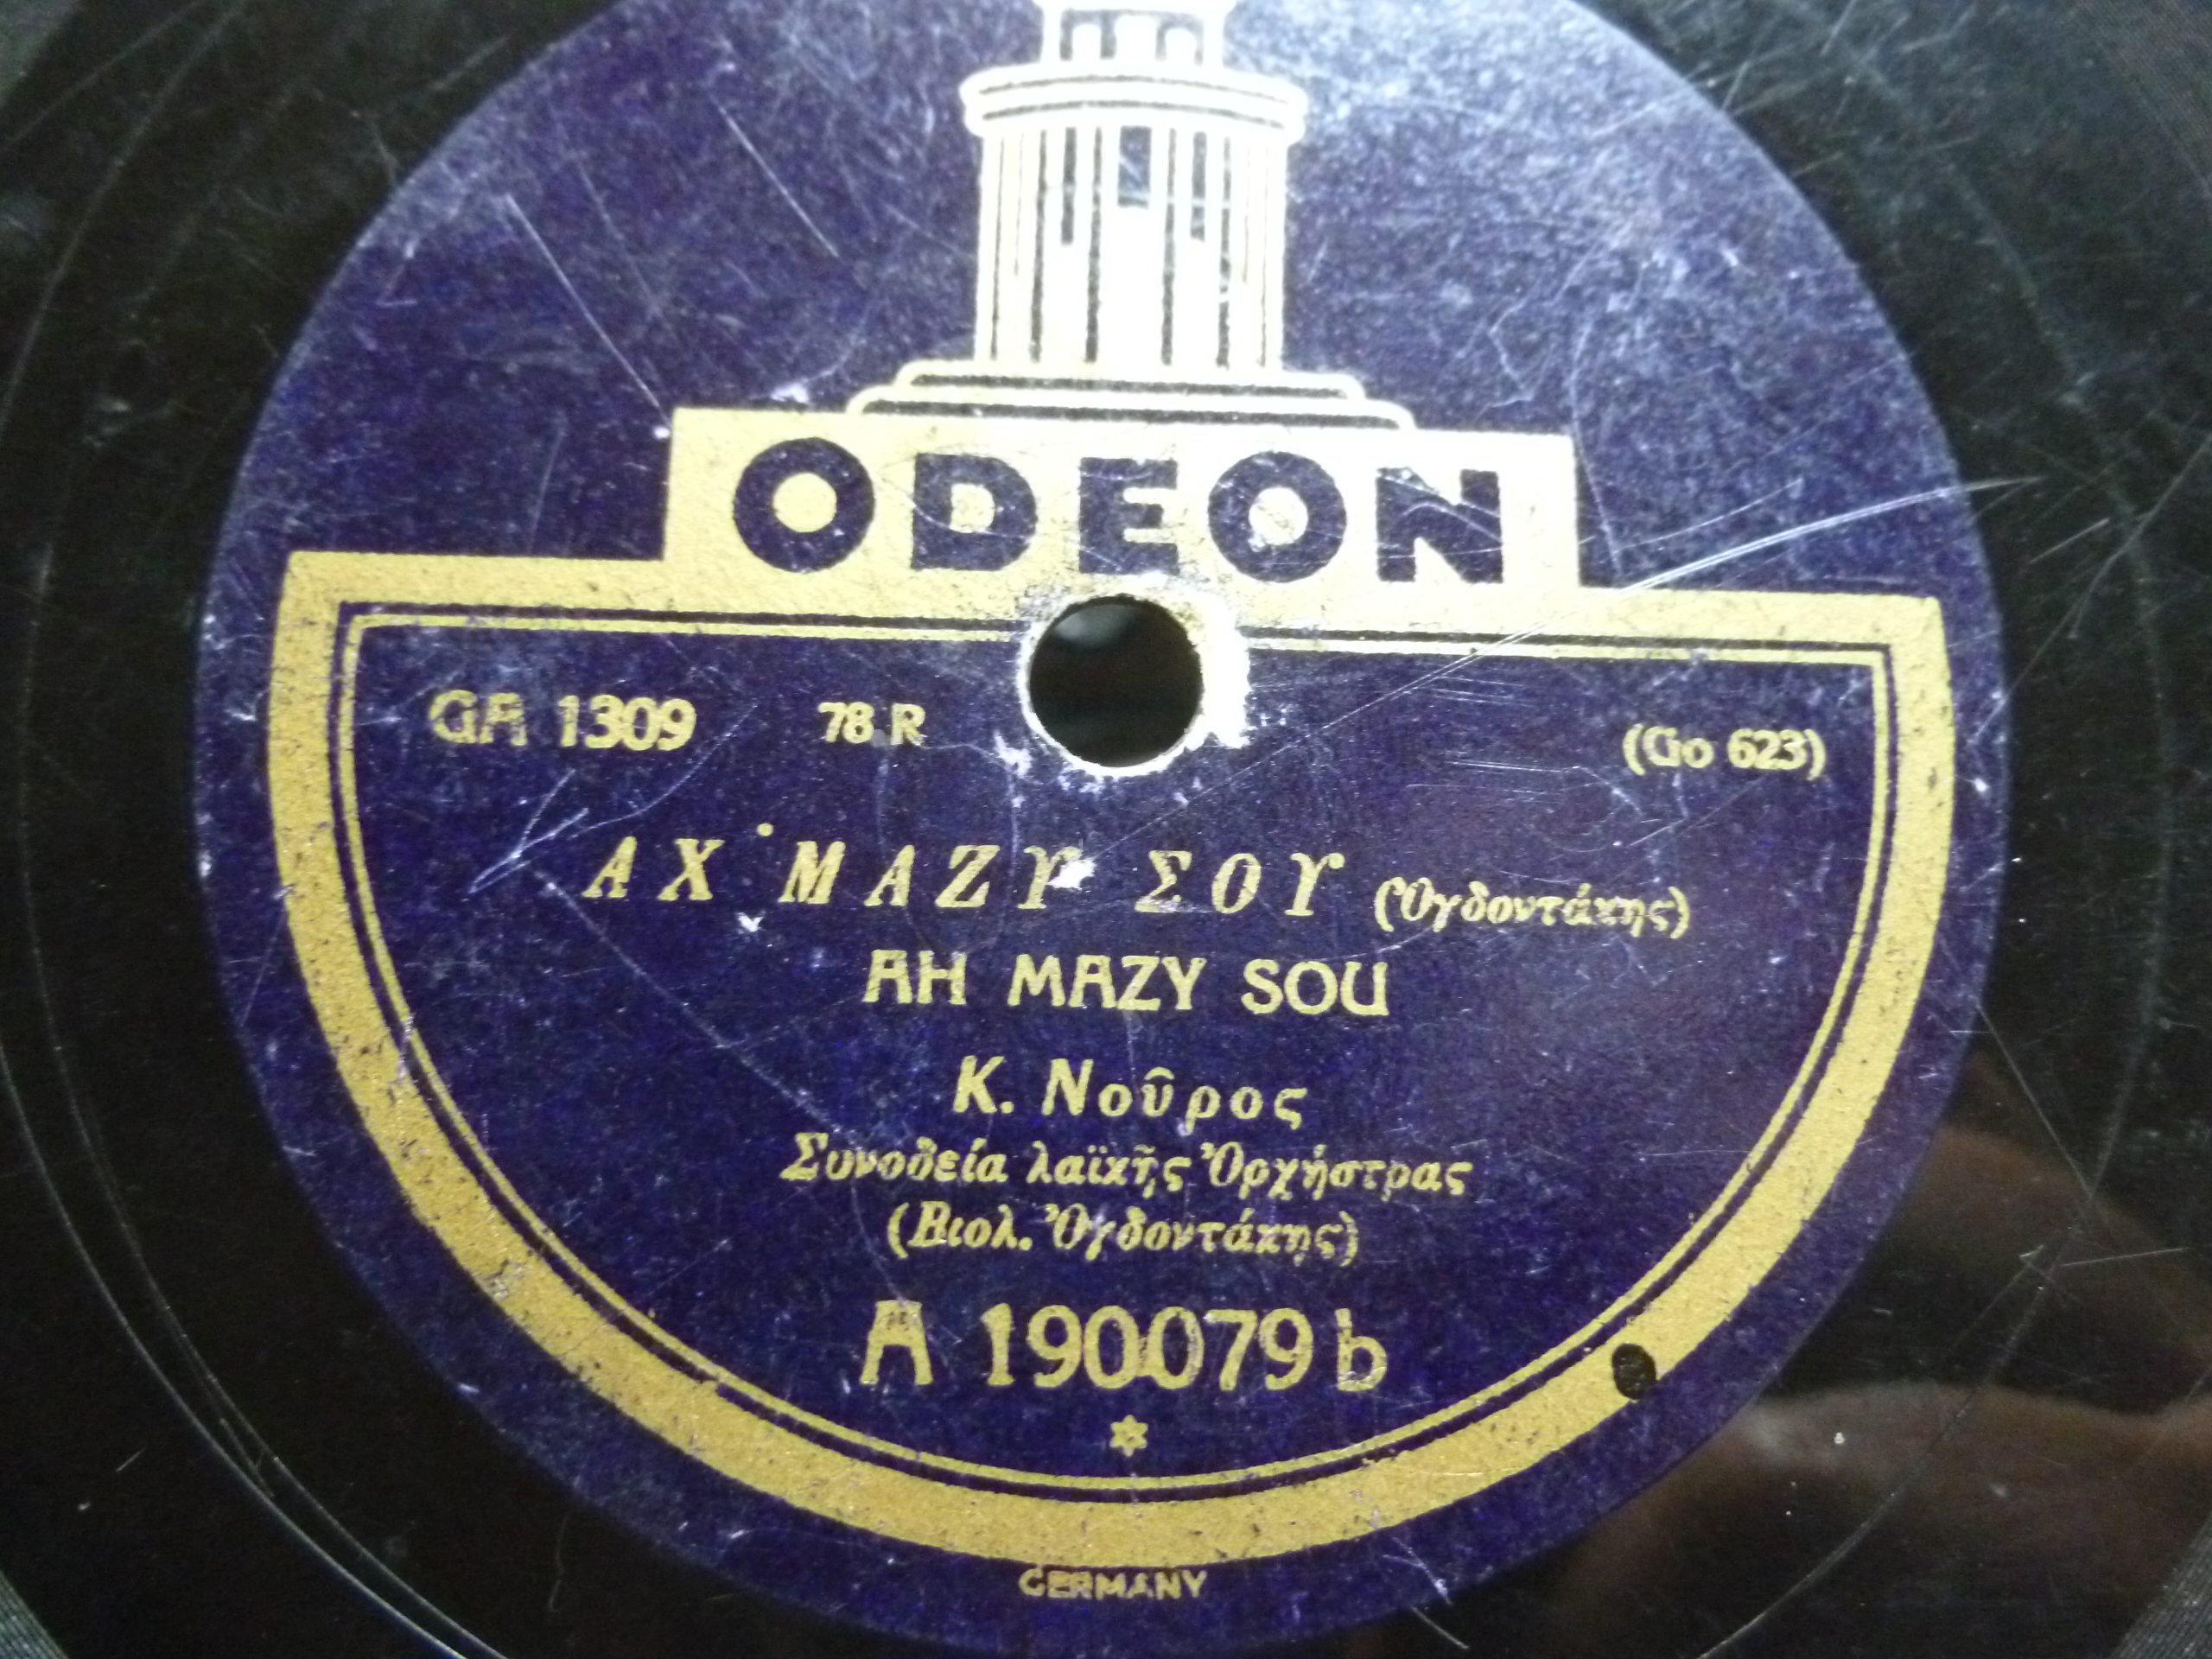 ODEON
GA 1309 78 R (Go 623)
ΑΧ ΜΑΖΥ ΣΟΥ (Ὀγδοντάκης)
AH MAZY SOU
Κ. Νοῦρος
Συνοδεία λαϊκῆς Ὀρχήστρας
(Βιολ. Ὀγδοντάκης)
A 190079 b
GERMANY